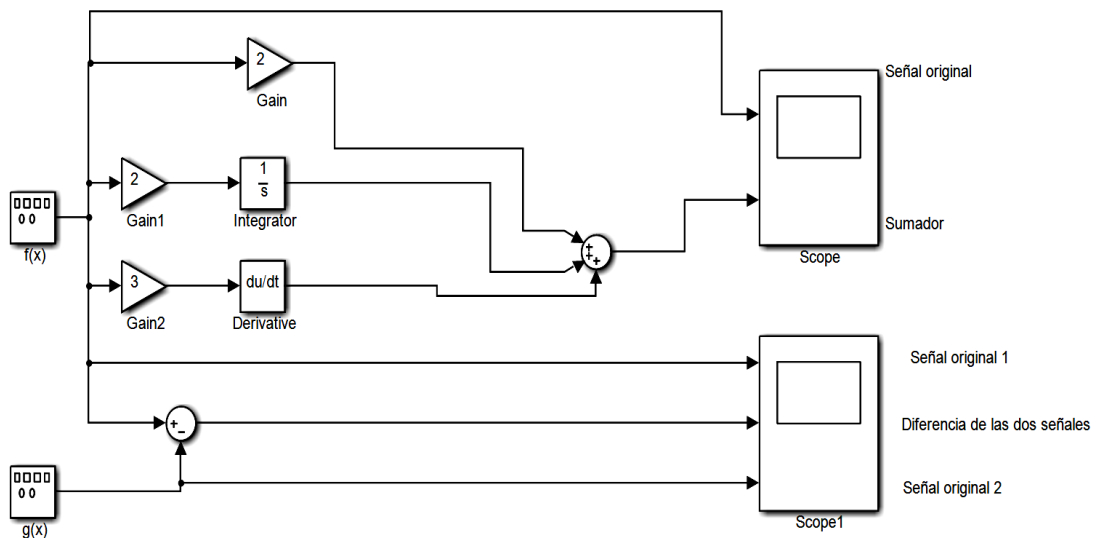 Señal original
2
Gain
2
Gain1
1
s
Integrator
f(x)
Sumador
Scope
+
+
+
3
Gain2
du/dt
Derivative
Señal original 1
+
−
Diferencia de las dos señales
Señal original 2
g(x)
Scope1